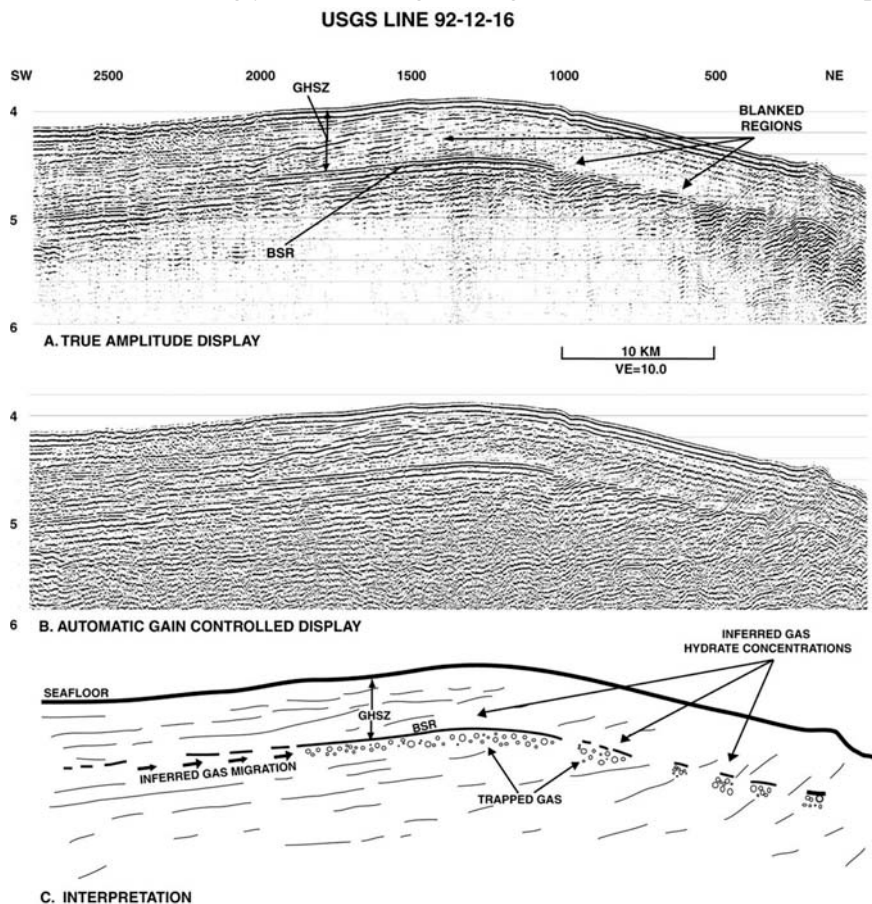 USGS LINE 92-12-16
SW 2500 2000 1500 1000 500 NE
GHSZ
BLANKED
REGIONS
4
5
BSR
6
A. TRUE AMPLITUDE DISPLAY
10 KM
VE=10.0
4
5
6
B. AUTOMATIC GAIN CONTROLLED DISPLAY
INFERRED GAS
HYDRATE CONCENTRATIONS
SEAFLOOR
GHSZ
BSR
INFERRED GAS MIGRATION
TRAPPED GAS
C. INTERPRETATION